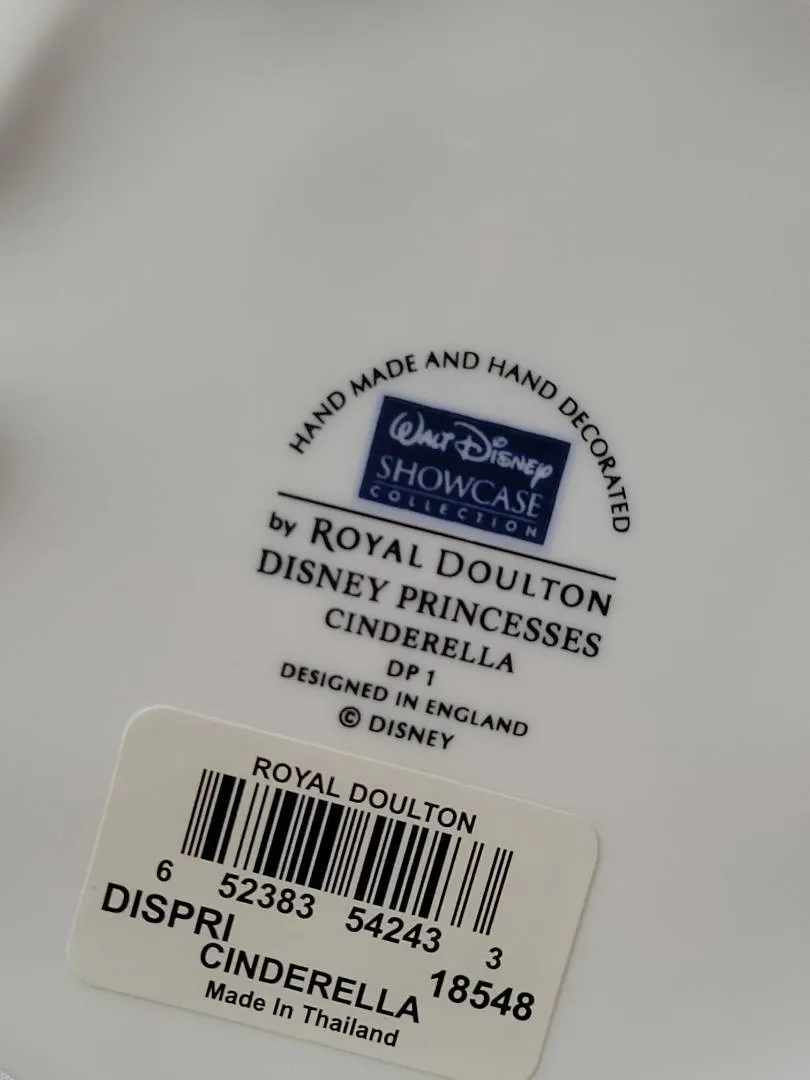 HAND MADE AND HAND DECORATED
WALT DISNEY
SHOWCASE
COLLECTION
by ROYAL DOULTON
DISNEY PRINCESSES
CINDERELLA
DP 1
DESIGNED IN ENGLAND
© DISNEY
ROYAL DOULTON
6 52383 54243 3
DISPRI
CINDERELLA 18548
Made In Thailand